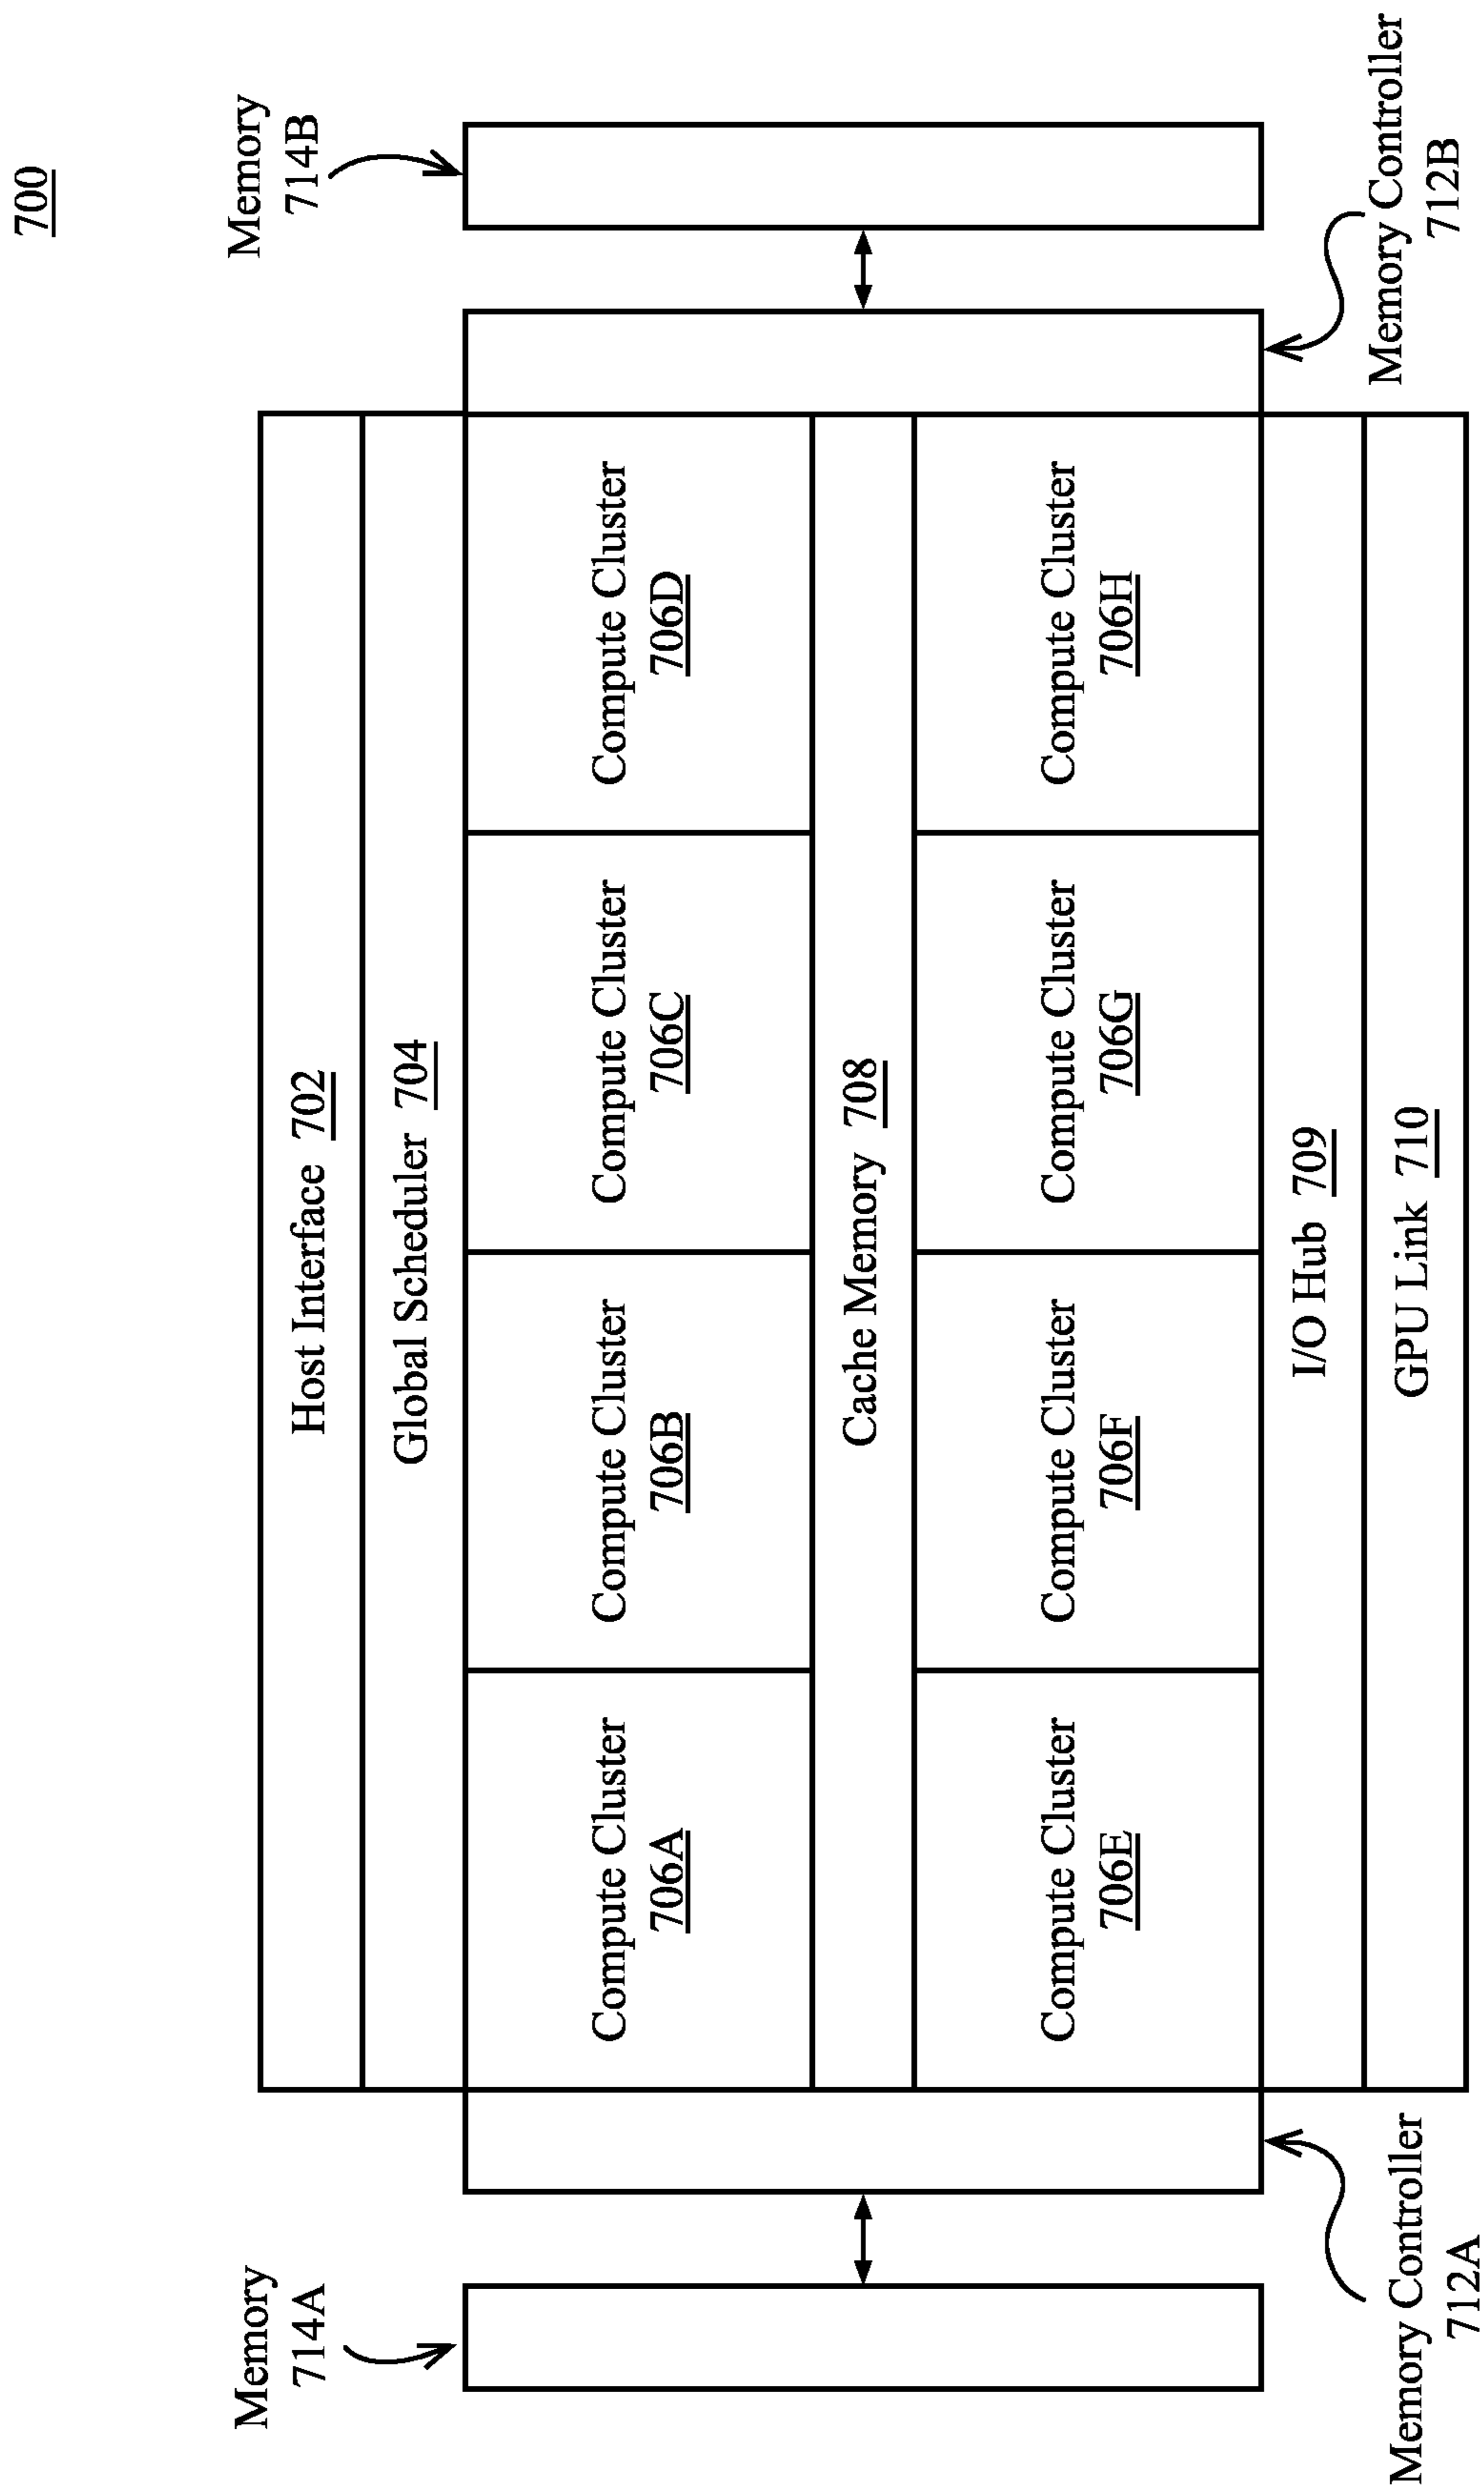 700
Memory
714A
Memory
714B
Host Interface 702
Global Scheduler 704
Compute Cluster
706A
Compute Cluster
706B
Compute Cluster
706C
Compute Cluster
706D
Cache Memory 708
Compute Cluster
706E
Compute Cluster
706F
Compute Cluster
706G
Compute Cluster
706H
I/O Hub 709
GPU Link 710
Memory Controller
712A
Memory Controller
712B